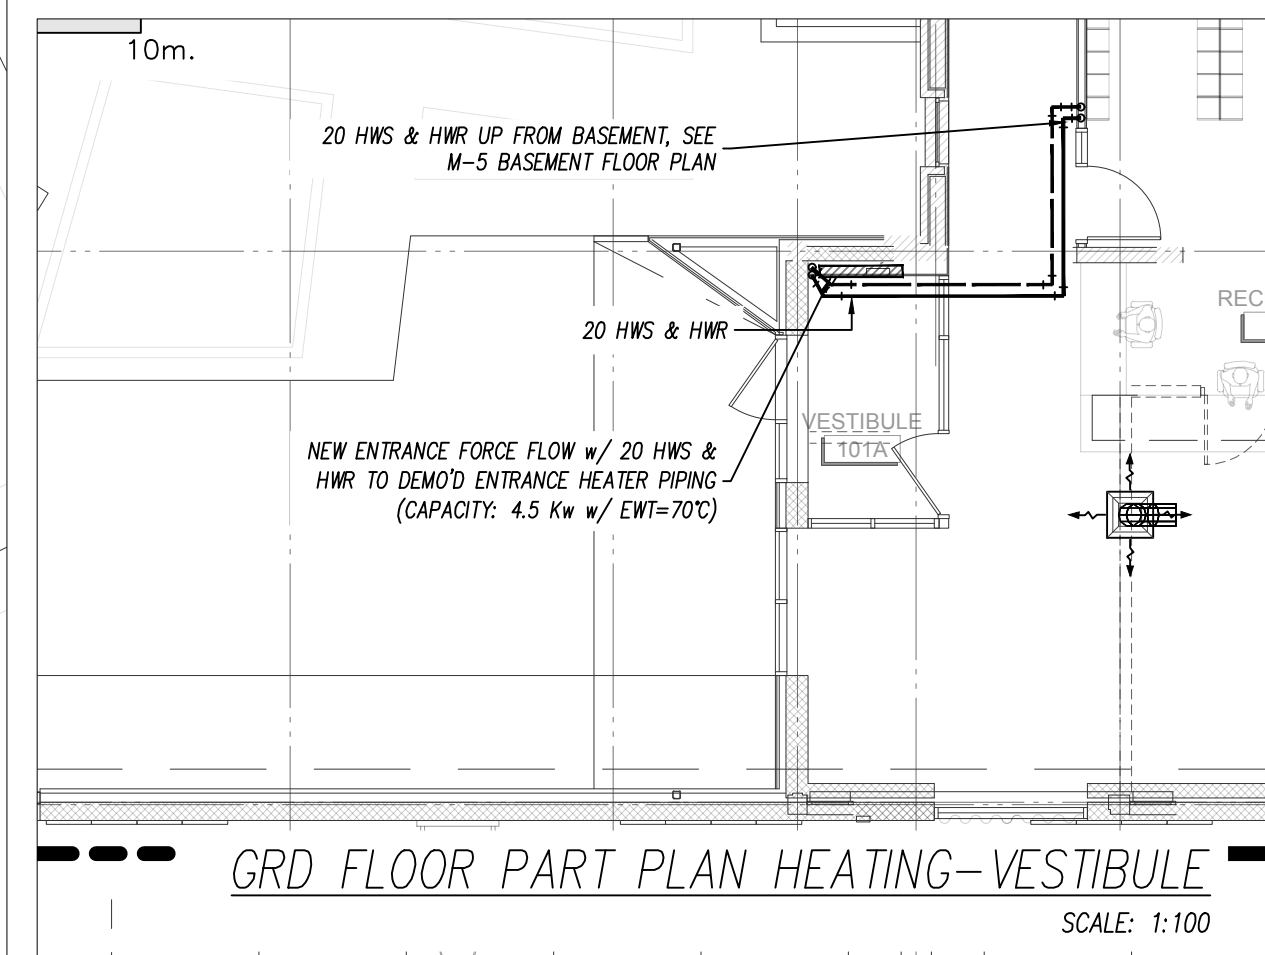 10m.
20 HWS & HWR UP FROM BASEMENT, SEE
M-5 BASEMENT FLOOR PLAN
REC
20 HWS & HWR
VESTIBULE
101A
NEW ENTRANCE FORCE FLOW w/ 20 HWS &
HWR TO DEMO'D ENTRANCE HEATER PIPING
(CAPACITY: 4.5 Kw w/ EWT=70°C)
GRD FLOOR PART PLAN HEATING-VESTIBULE
SCALE: 1:100